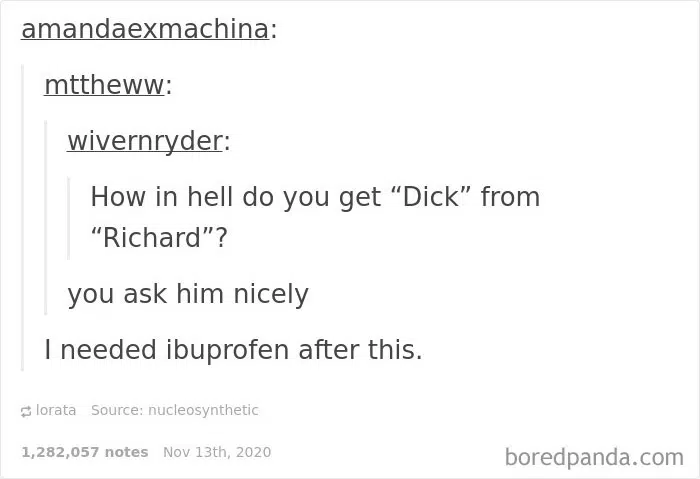 amandaexmachina:
mttheww:
wivernryder:
How in hell do you get “Dick” from
“Richard”?
you ask him nicely
I needed ibuprofen after this.
lorata Source: nucleosynthetic
1,282,057 notes Nov 13th, 2020
boredpanda.com